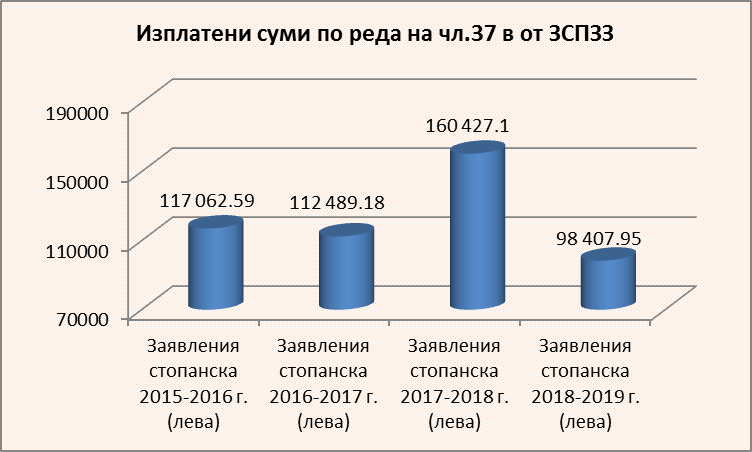 Изплатени суми по реда на чл.37 в от ЗСПЗЗ
190000
150000
110000
70000
117 062.59
112 489.18
160 427.1
98 407.95
Заявления
стопанска
2015-2016 г.
(лева)
Заявления
стопанска
2016-2017 г.
(лева)
Заявления
стопанска
2017-2018 г.
(лева)
Заявления
стопанска
2018-2019 г.
(лева)